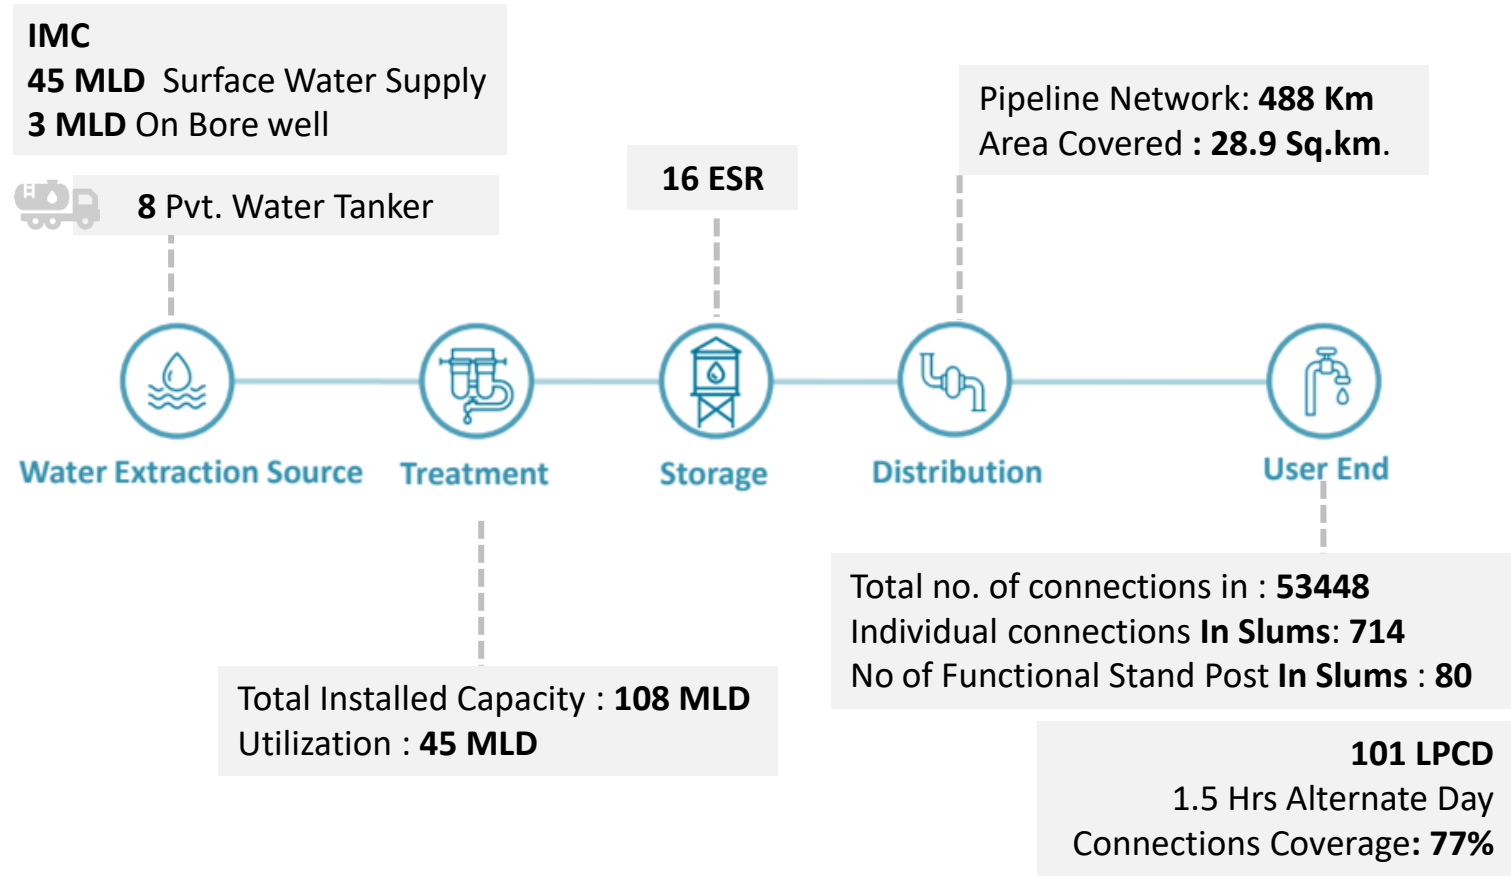 IMC
45 MLD Surface Water Supply
3 MLD On Bore well
8 Pvt. Water Tanker
16 ESR
Pipeline Network: 488 Km
Area Covered : 28.9 Sq.km.
Water Extraction Source
Treatment
Storage
Distribution
User End
Total Installed Capacity : 108 MLD
Utilization : 45 MLD
Total no. of connections in : 53448
Individual connections In Slums: 714
No of Functional Stand Post In Slums : 80
101 LPCD
1.5 Hrs Alternate Day
Connections Coverage: 77%